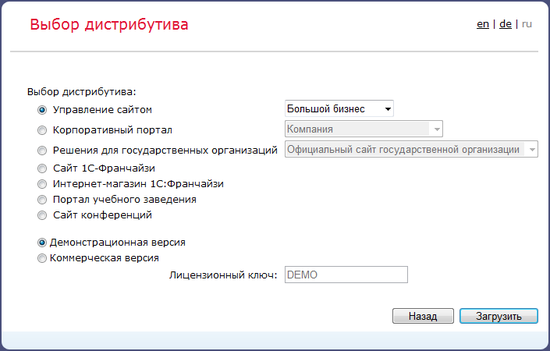 Выбор дистрибутива
en | de | ru
Выбор дистрибутива:
Управление сайтом Большой бизнес
Корпоративный портал Компания
Решения для государственных организаций Официальный сайт государственной организации
Сайт 1С-Франчайзи
Интернет-магазин 1С:Франчайзи
Портал учебного заведения
Сайт конференций
Демонстрационная версия
Коммерческая версия
Лицензионный ключ: DEMO
Назад Загрузить